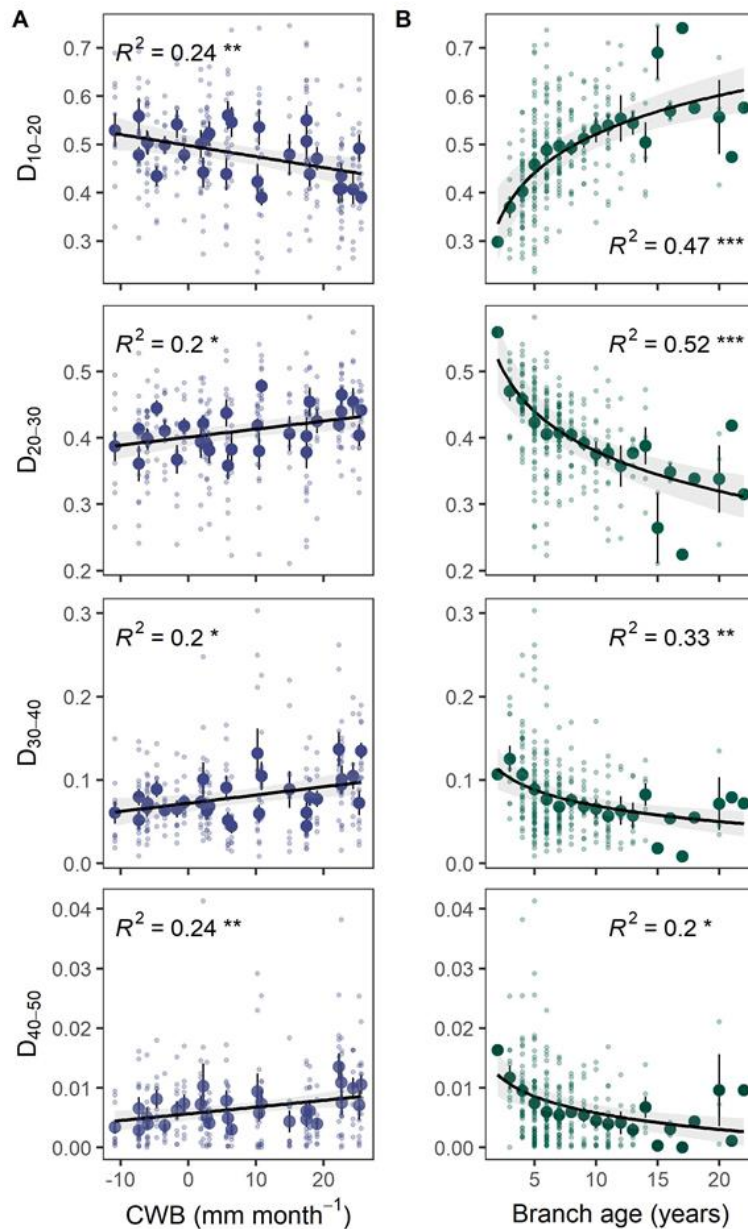 A
B
D10–20
0.7
0.6
0.5
0.4
0.3
R² = 0.24 **
R² = 0.47 ***
D20–30
0.5
0.4
0.3
0.2
R² = 0.2 *
R² = 0.52 ***
D30–40
0.3
0.2
0.1
0.0
R² = 0.2 *
R² = 0.33 **
D40–50
0.04
0.03
0.02
0.01
0.00
R² = 0.24 **
R² = 0.2 *
-10 0 10 20
5 10 15 20
CWB (mm month⁻¹)
Branch age (years)